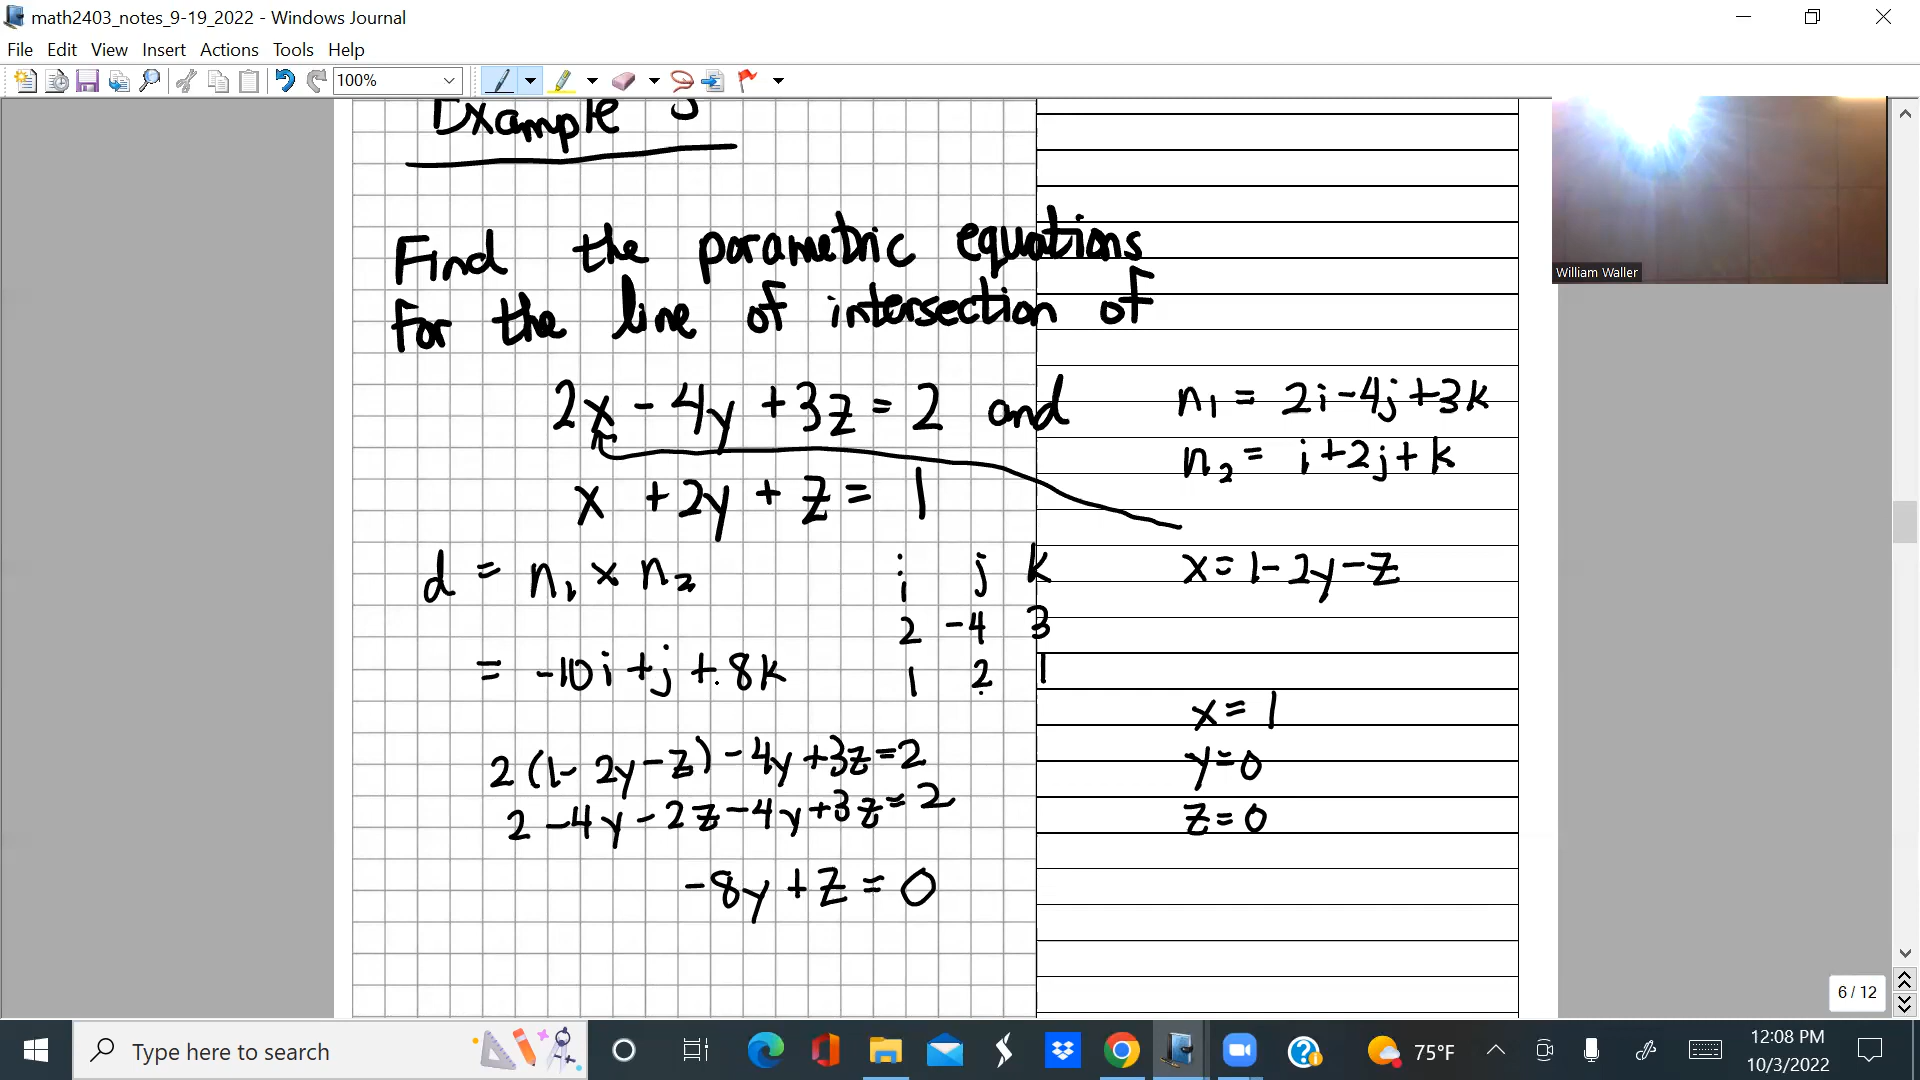 math2403_notes_9-19_2022 - Windows Journal
File Edit View Insert Actions Tools Help
100%
Example
Find the parametric equations
for the line of intersection of
2x - 4y + 3z = 2 and
x + 2y + z = 1
n₁ = 2i - 4j + 3k
n₂ = i + 2j + k
d = n₁ x n₂
i j k
2 -4 3
1 2 1
= -10i + j + 8k
x = 1 - 2y - z
2(1 - 2y - z) - 4y + 3z = 2
2 - 4y - 2z - 4y + 3z = 2
-8y + z = 0
x = 1
y = 0
z = 0
William Waller
6 / 12
Type here to search
75°F
12:08 PM
10/3/2022